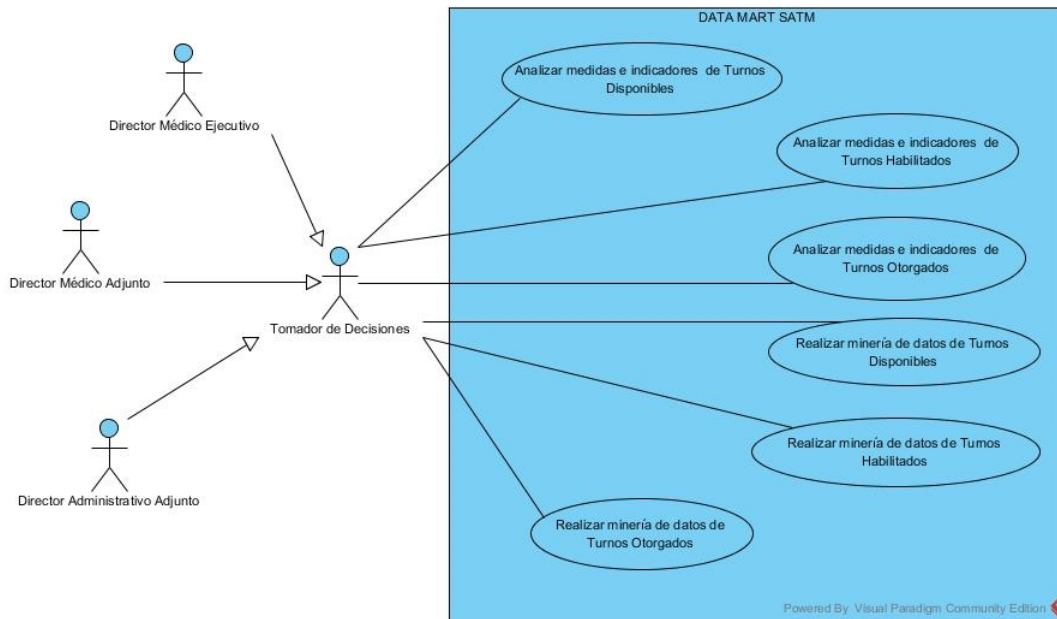 DATA MART SATM
Director Médico Ejecutivo
Director Médico Adjunto
Director Administrativo Adjunto
Tomador de Decisiones
Analizar medidas e indicadores de Turnos
Disponibles
Analizar medidas e indicadores de
Turnos Habilitados
Analizar medidas e indicadores de
Turnos Otorgados
Realizar minería de datos de Turnos
Disponibles
Realizar minería de datos de Turnos
Habilitados
Realizar minería de datos de
Turnos Otorgados
Powered By Visual Paradigm Community Edition